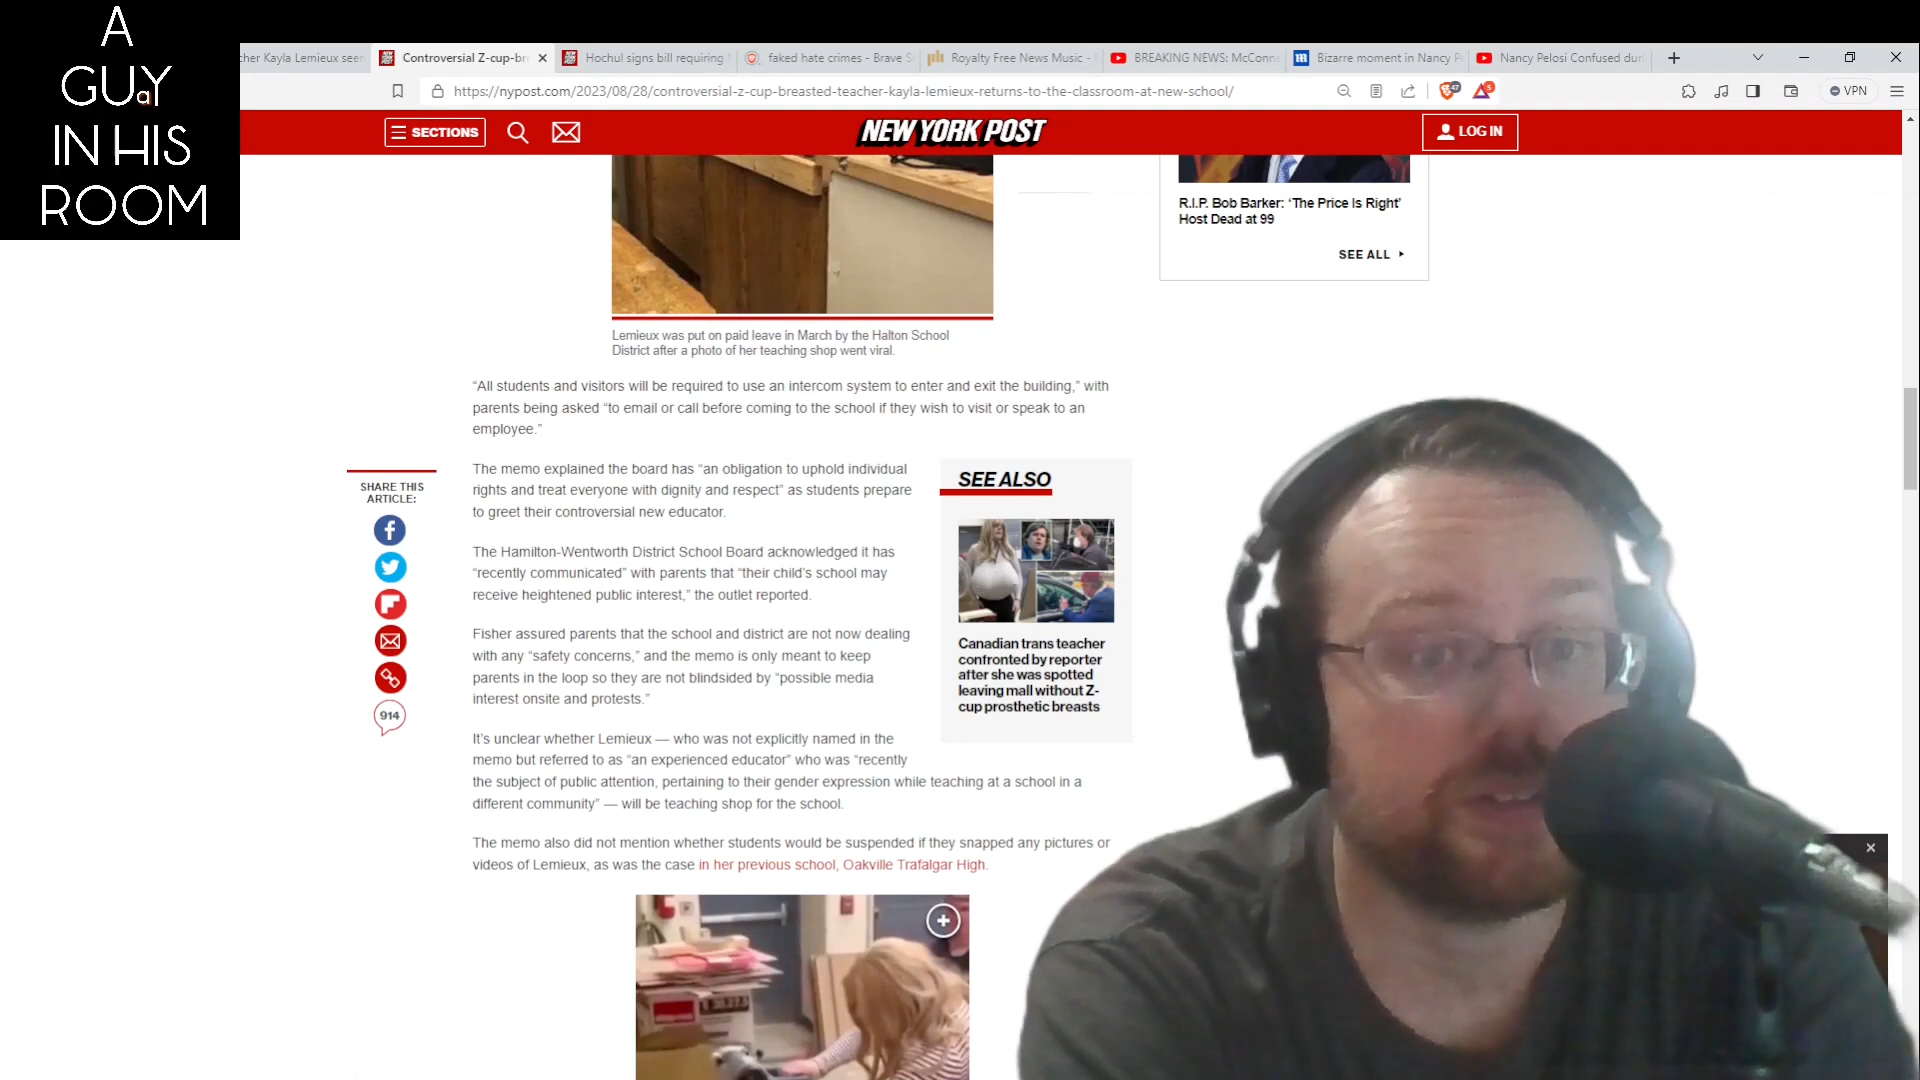 A
GUY
a
IN HIS
ROOM
cher Kayla Lemieux seen
Controversial Z-cup-br
Hochul signs bill requiring
faked hate crimes - Brave S
Royalty Free News Music -
BREAKING NEWS: McConn
Bizarre moment in Nancy P
Nancy Pelosi Confused dur
https://nypost.com/2023/08/28/controversial-z-cup-breasted-teacher-kayla-lemieux-returns-to-the-classroom-at-new-school/
VPN
SECTIONS
NEW YORK POST
LOG IN
R.I.P. Bob Barker: ‘The Price Is Right’
Host Dead at 99
SEE ALL
Lemieux was put on paid leave in March by the Halton School
District after a photo of her teaching shop went viral.
“All students and visitors will be required to use an intercom system to enter and exit the building,” with
parents being asked “to email or call before coming to the school if they wish to visit or speak to an
employee.”
SHARE THIS
ARTICLE:
914
The memo explained the board has “an obligation to uphold individual
rights and treat everyone with dignity and respect” as students prepare
to greet their controversial new educator.
The Hamilton-Wentworth District School Board acknowledged it has
“recently communicated” with parents that “their child’s school may
receive heightened public interest,” the outlet reported.
Fisher assured parents that the school and district are not now dealing
with any “safety concerns,” and the memo is only meant to keep
parents in the loop so they are not blindsided by “possible media
interest onsite and protests.”
SEE ALSO
Canadian trans teacher
confronted by reporter
after she was spotted
leaving mall without Z-
cup prosthetic breasts
It’s unclear whether Lemieux — who was not explicitly named in the
memo but referred to as “an experienced educator” who was “recently
the subject of public attention, pertaining to their gender expression while teaching at a school in a
different community” — will be teaching shop for the school.
The memo also did not mention whether students would be suspended if they snapped any pictures or
videos of Lemieux, as was the case in her previous school, Oakville Trafalgar High.